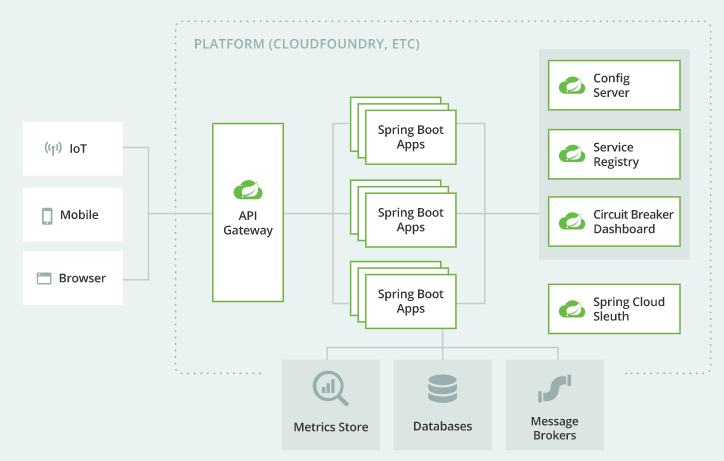 PLATFORM (CLOUDFOUNDRY, ETC)
IoT
Mobile
Browser
API
Gateway
Spring Boot
Apps
Spring Boot
Apps
Spring Boot
Apps
Config
Server
Service
Registry
Circuit Breaker
Dashboard
Spring Cloud
Sleuth
Metrics Store
Databases
Message
Brokers